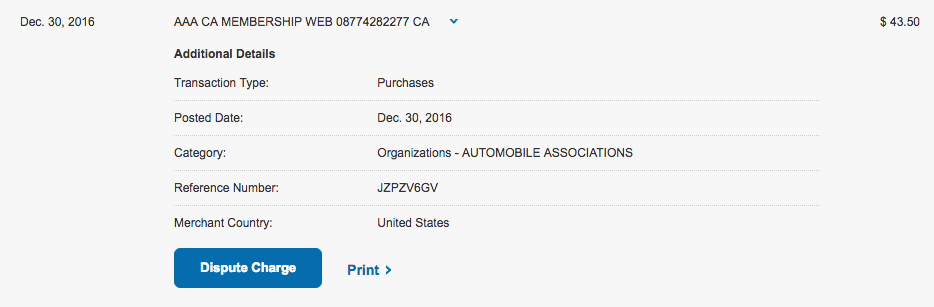 Dec. 30, 2016 AAA CA MEMBERSHIP WEB 08774282277 CA $ 43.50
Additional Details
Transaction Type: Purchases
Posted Date: Dec. 30, 2016
Category: Organizations - AUTOMOBILE ASSOCIATIONS
Reference Number: JZPZV6GV
Merchant Country: United States
Dispute Charge Print >